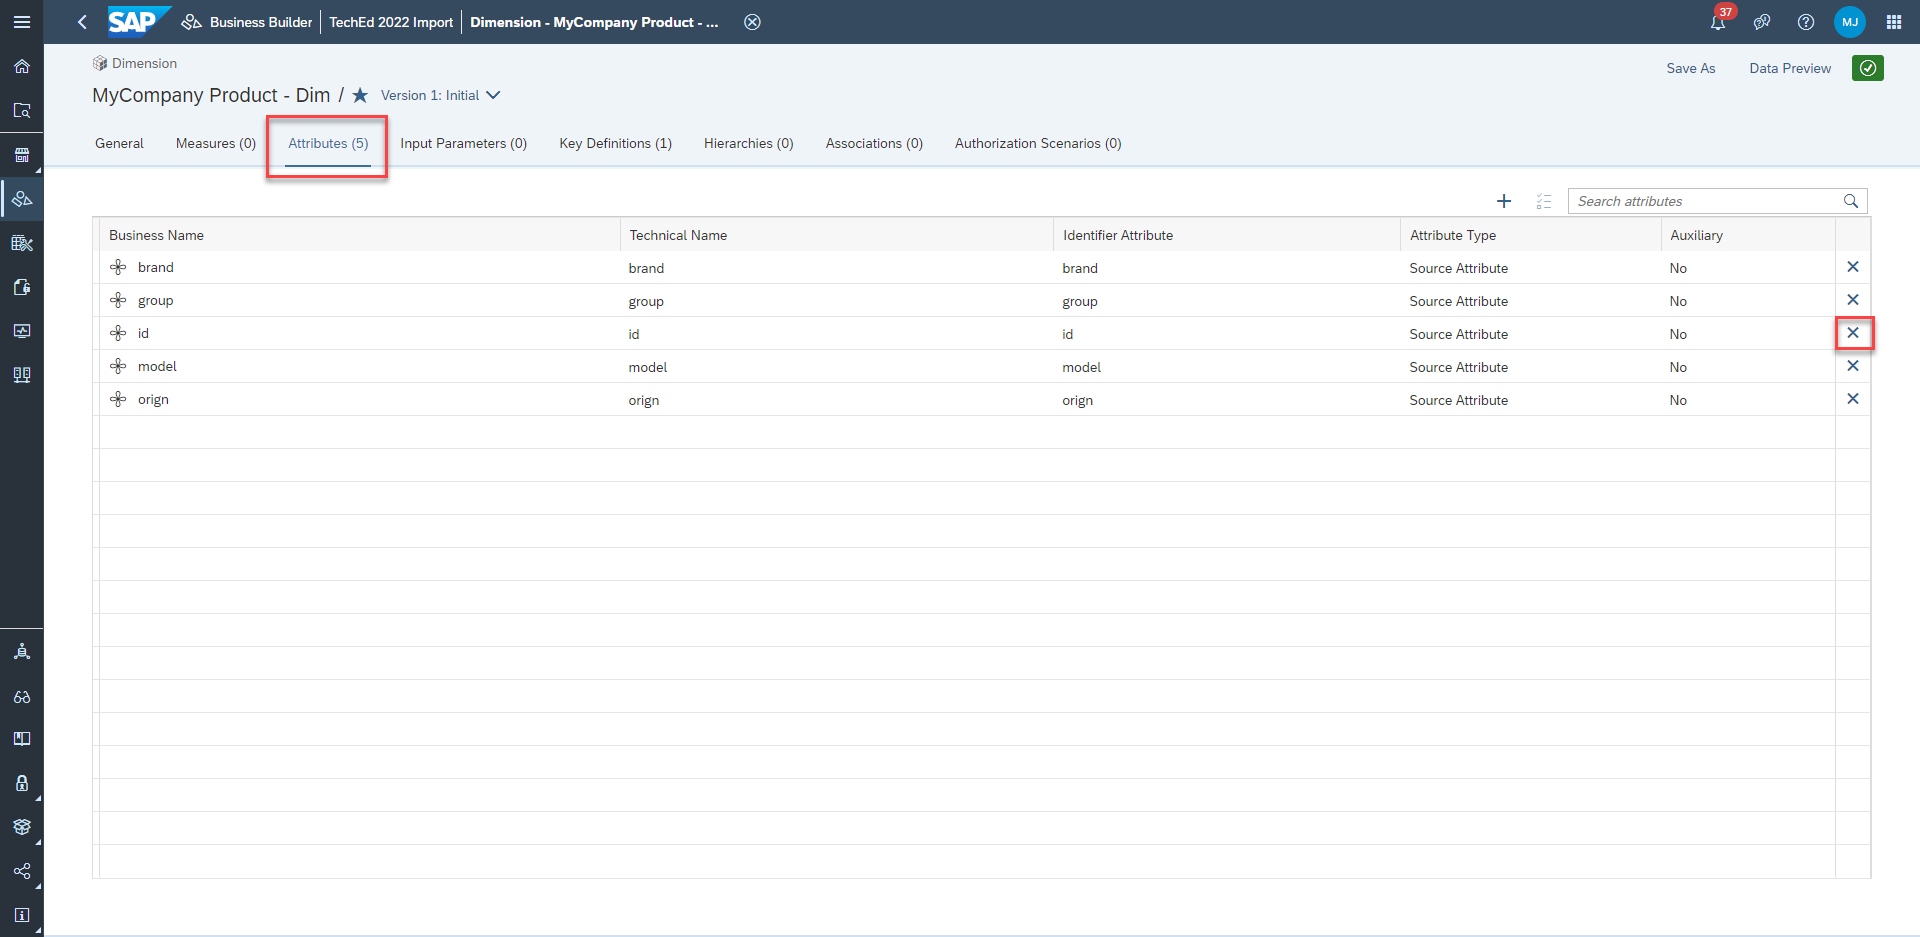 SAP Business Builder TechEd 2022 Import Dimension - MyCompany Product - ... 37 MJ
Dimension
Save As Data Preview
MyCompany Product - Dim / Version 1: Initial
General Measures (0) Attributes (5) Input Parameters (0) Key Definitions (1) Hierarchies (0) Associations (0) Authorization Scenarios (0)
Search attributes
Business Name Technical Name Identifier Attribute Attribute Type Auxiliary
brand brand brand Source Attribute No
group group group Source Attribute No
id id id Source Attribute No
model model model Source Attribute No
orign orign orign Source Attribute No